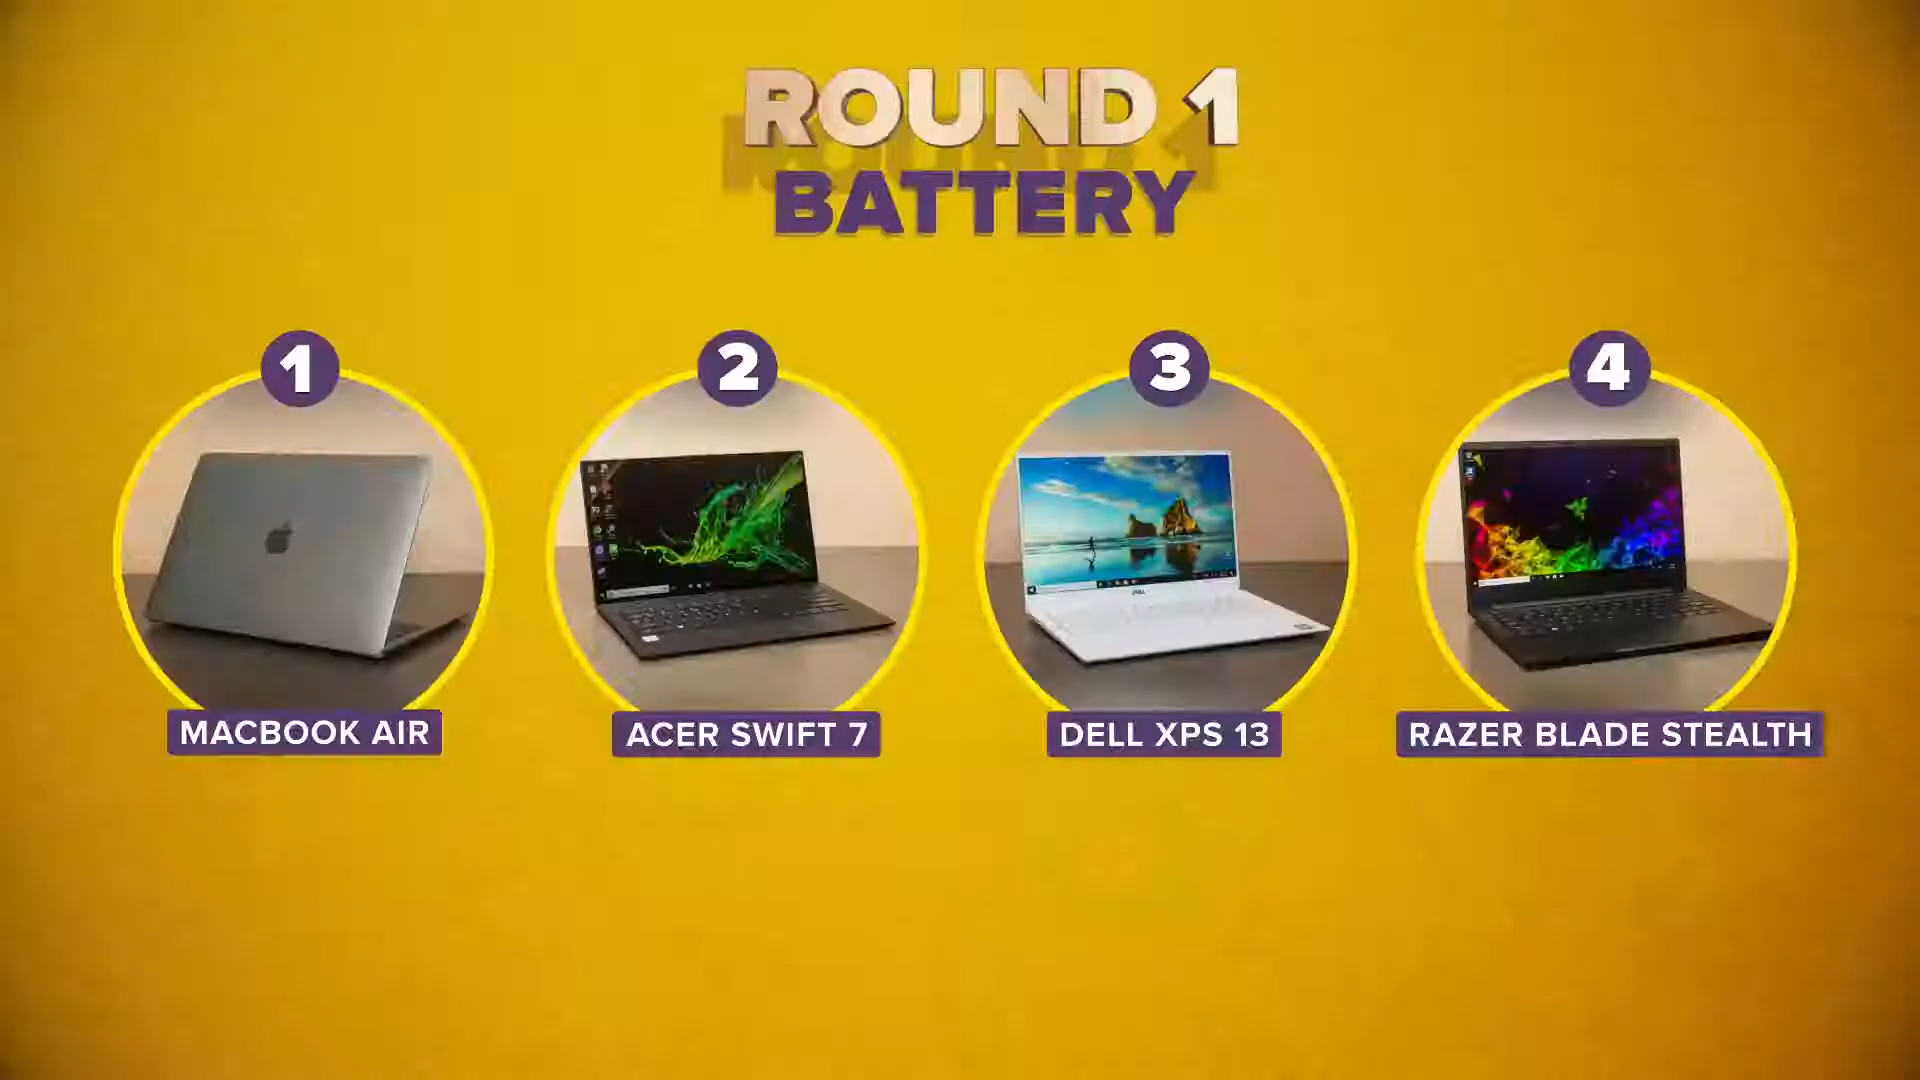 ROUND 1
BATTERY
1
2
3
4
MACBOOK AIR
ACER SWIFT 7
DELL XPS 13
RAZER BLADE STEALTH